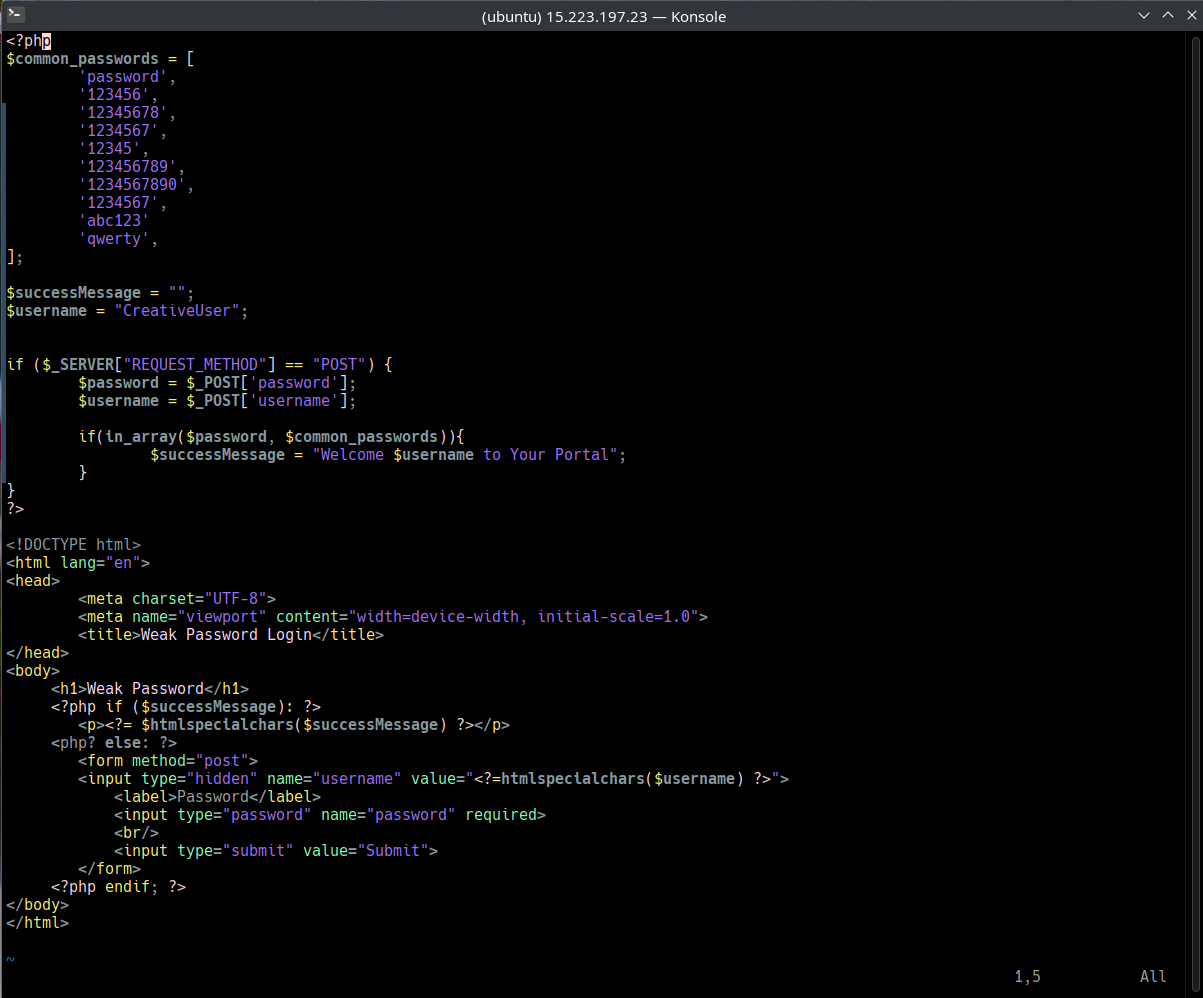 (ubuntu) 15.223.197.23 — Konsole
<?php
$common_passwords = [
        'password',
        '123456',
        '12345678',
        '1234567',
        '12345',
        '123456789',
        '1234567890',
        '1234567',
        'abc123'
        'qwerty',
];

$successMessage = "";
$username = "CreativeUser";


if ($_SERVER["REQUEST_METHOD"] == "POST") {
        $password = $_POST['password'];
        $username = $_POST['username'];

        if(in_array($password, $common_passwords)){
                $successMessage = "Welcome $username to Your Portal";
        }
}
?>

<!DOCTYPE html>
<html lang="en">
<head>
        <meta charset="UTF-8">
        <meta name="viewport" content="width=device-width, initial-scale=1.0">
        <title>Weak Password Login</title>
</head>
<body>
     <h1>Weak Password</h1>
     <?php if ($successMessage): ?>
        <p><?= $htmlspecialchars($successMessage) ?></p>
     <php? else: ?>
        <form method="post">
        <input type="hidden" name="username" value="<?=htmlspecialchars($username) ?>">
            <label>Password</label>
            <input type="password" name="password" required>
            <br/>
            <input type="submit" value="Submit">
        </form>
     <?php endif; ?>
</body>
</html>

~
1,5 All